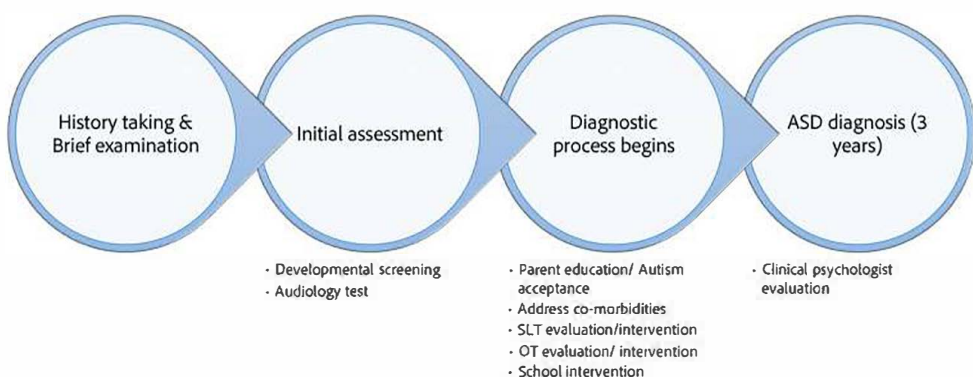 History taking &
Brief examination
Initial assessment
Diagnostic
process begins
ASD diagnosis (3
years)
· Developmental screening
· Audiology test
· Parent education/ Autism
acceptance
· Address co-morbidities
· SLT evaluation/intervention
· OT evaluation/ intervention
· School intervention
· Clinical psychologist
evaluation